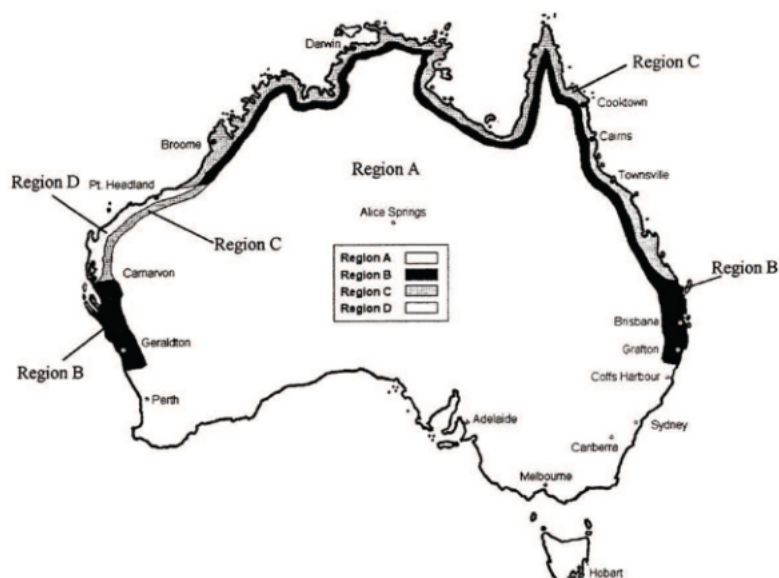 Darwin
Region C
Cooktown
Cairns
Broome
Region D
Pt. Headland
Region A
Townsville
Alice Springs
Region C
Region A
Region B
Region C
Region D
Region B
Carnarvon
Brisbana
Geraldton
Grafton
Region B
Coffs Harbour
Perth
Adelaide
Sydney
Canberra
Melbourne
Hobart